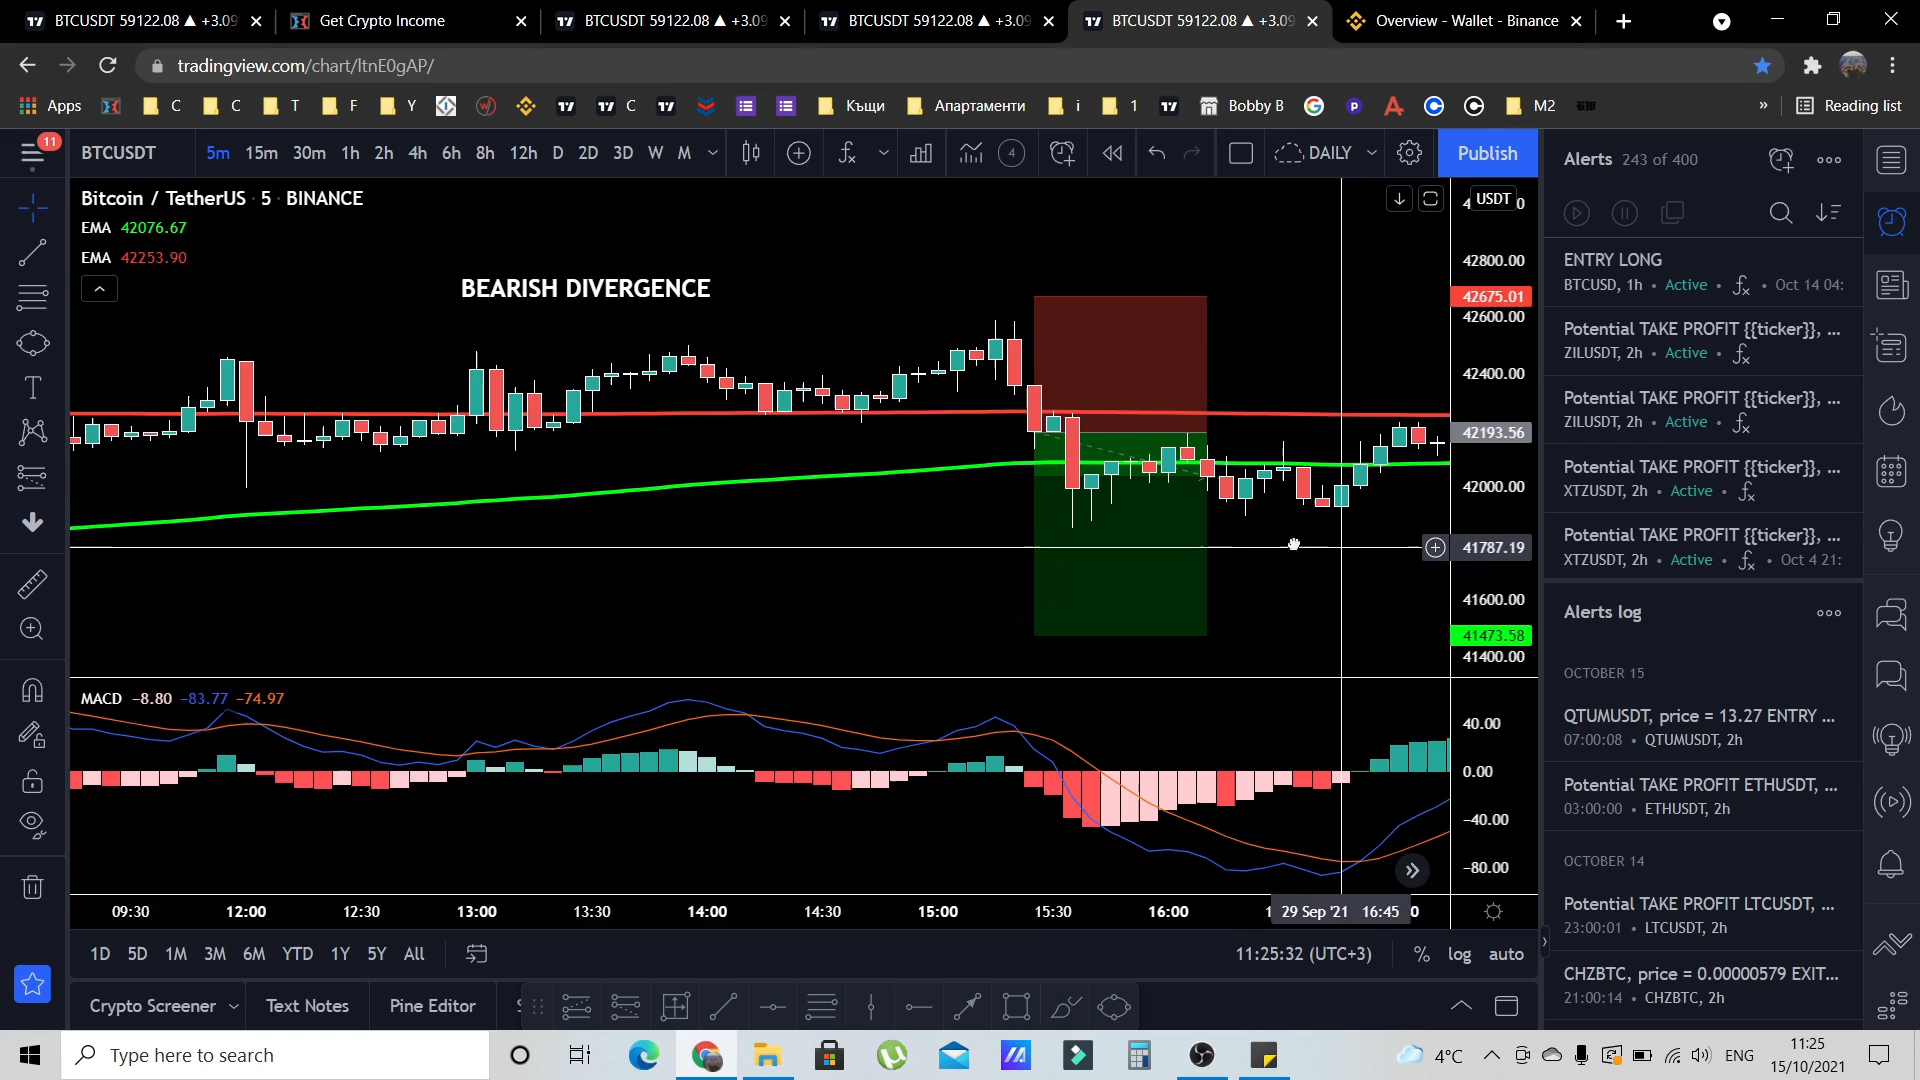 BTCUSDT 59122.08 ▲ +3.09
Get Crypto Income
BTCUSDT 59122.08 ▲ +3.09
BTCUSDT 59122.08 ▲ +3.09
BTCUSDT 59122.08 ▲ +3.09
Overview - Wallet - Binance
tradingview.com/chart/ltnE0gAP/
Apps
C
C
T
F
Y
C
Къщи
Апартаменти
i
1
Bobby B
M2
Reading list
11
BTCUSDT
5m 15m 30m 1h 2h 4h 6h 8h 12h D 2D 3D W M
4
DAILY
Publish
Bitcoin / TetherUS · 5 · BINANCE
EMA 42076.67
EMA 42253.90
BEARISH DIVERGENCE
USDT
42800.00
42675.01
42600.00
42400.00
42193.56
42000.00
41787.19
41600.00
41473.58
41400.00
MACD −8.80 −83.77 −74.97
40.00
0.00
−40.00
−80.00
09:30 12:00 12:30 13:00 13:30 14:00 14:30 15:00 15:30 16:00
29 Sep '21 16:45
1D 5D 1M 3M 6M YTD 1Y 5Y All
11:25:32 (UTC+3)
% log auto
Crypto Screener
Text Notes
Pine Editor
Alerts 243 of 400
ENTRY LONG
BTCUSD, 1h • Active • fx • Oct 14 04:
Potential TAKE PROFIT {{ticker}}, ...
ZILUSDT, 2h • Active • fx
Potential TAKE PROFIT {{ticker}}, ...
ZILUSDT, 2h • Active • fx
Potential TAKE PROFIT {{ticker}}, ...
XTZUSDT, 2h • Active • fx
Potential TAKE PROFIT {{ticker}}, ...
XTZUSDT, 2h • Active • fx • Oct 4 21:
Alerts log
OCTOBER 15
QTUMUSDT, price = 13.27 ENTRY ...
07:00:08 • QTUMUSDT, 2h
Potential TAKE PROFIT ETHUSDT, ...
03:00:00 • ETHUSDT, 2h
OCTOBER 14
Potential TAKE PROFIT LTCUSDT, ...
23:00:01 • LTCUSDT, 2h
CHZBTC, price = 0.00000579 EXIT...
21:00:14 • CHZBTC, 2h
Type here to search
4°C
ENG
11:25
15/10/2021